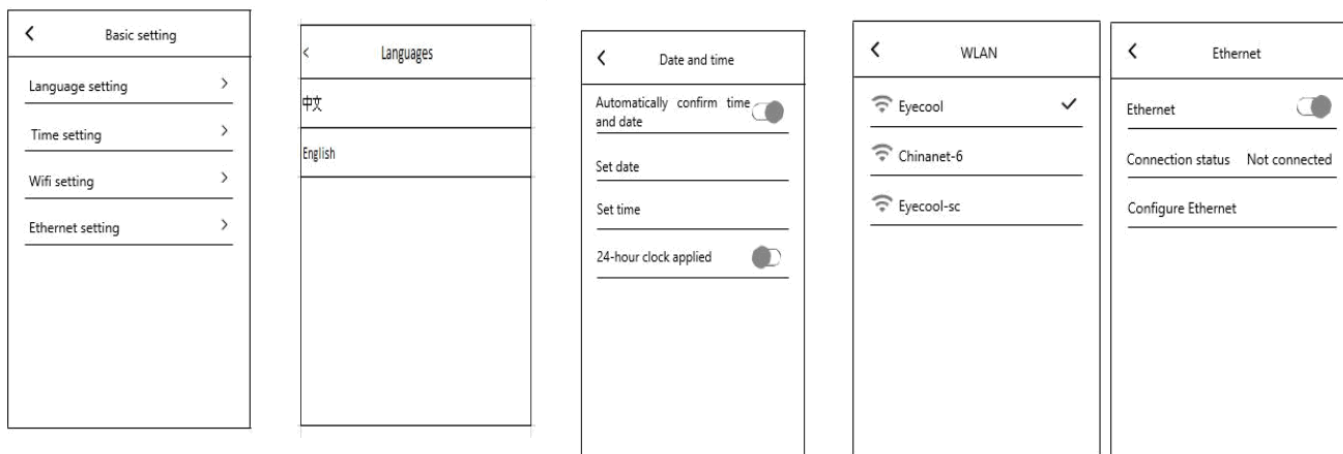 Basic setting
Language setting
Time setting
Wifi setting
Ethernet setting
Languages
中文
English
Date and time
Automatically confirm time
and date
Set date
Set time
24-hour clock applied
WLAN
Eyecool
Chinanet-6
Eyecool-sc
Ethernet
Ethernet
Connection status Not connected
Configure Ethernet